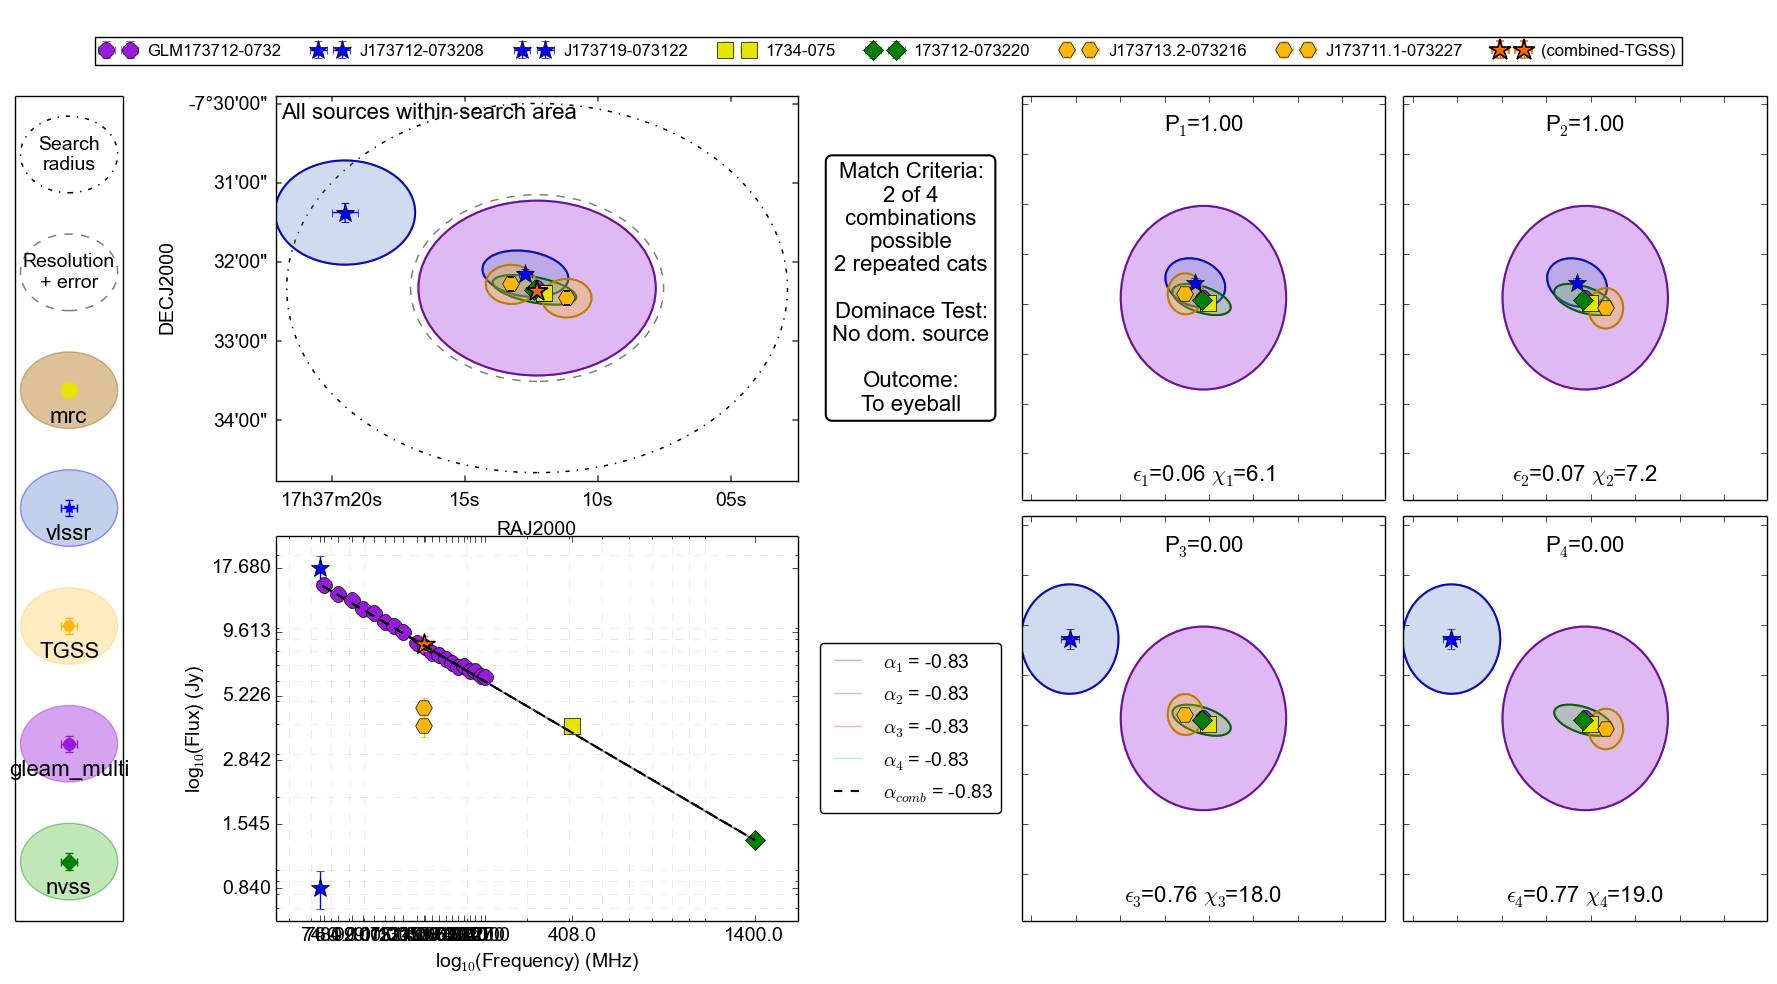 GLM173712-0732 J173712-073208 J173719-073122 1734-075 173712-073220 J173713.2-073216 J173711.1-073227 (combined-TGSS)
Search
radius
Resolution
+ error
mrc
vlssr
TGSS
gleam_multi
nvss
All sources within search area
DECJ2000
-7°30'00"
31'00"
32'00"
33'00"
34'00"
17h37m20s 15s 10s 05s
RAJ2000
Match Criteria:
2 of 4
combinations
possible
2 repeated cats
Dominace Test:
No dom. source
Outcome:
To eyeball
P1=1.00
ϵ1=0.06 χ1=6.1
P2=1.00
ϵ2=0.07 χ2=7.2
log10(Flux) (Jy)
17.680
9.613
5.226
2.842
1.545
0.840
408.0 1400.0
log10(Frequency) (MHz)
α1 = -0.83
α2 = -0.83
α3 = -0.83
α4 = -0.83
αcomb = -0.83
P3=0.00
ϵ3=0.76 χ3=18.0
P4=0.00
ϵ4=0.77 χ4=19.0